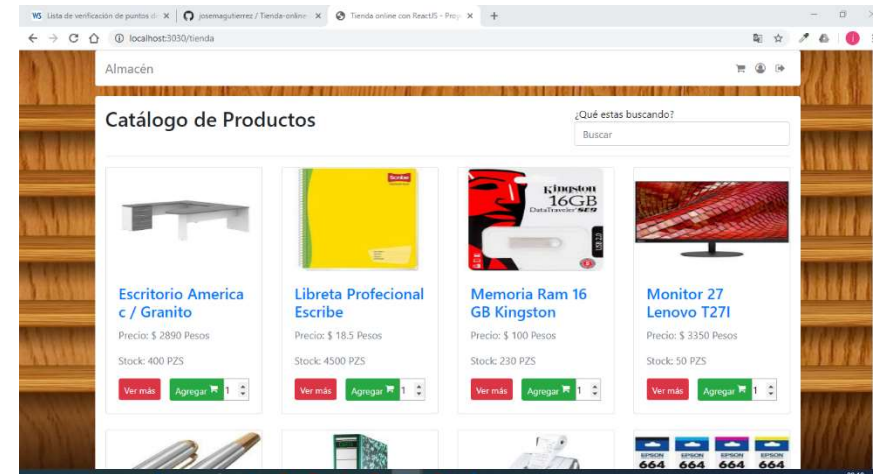 Lista de verificación de puntos d
josemagutierrez / Tienda-online
Tienda online con ReactJS - Proy
localhost:3030/tienda
Almacén
Catálogo de Productos
¿Qué estas buscando?
Buscar
Scribe
Kingston
16GB
DataTraveler SE9
USB 2.0
Escritorio America
c / Granito
Precio: $ 2890 Pesos
Stock: 400 PZS
Ver más
Agregar
1
Libreta Profecional
Escribe
Precio: $ 18.5 Pesos
Stock: 4500 PZS
Ver más
Agregar
1
Memoria Ram 16
GB Kingston
Precio: $ 100 Pesos
Stock: 230 PZS
Ver más
Agregar
1
Monitor 27
Lenovo T27I
Precio: $ 3350 Pesos
Stock: 50 PZS
Ver más
Agregar
1
EPSON EPSON EPSON EPSON
664 664 664 664